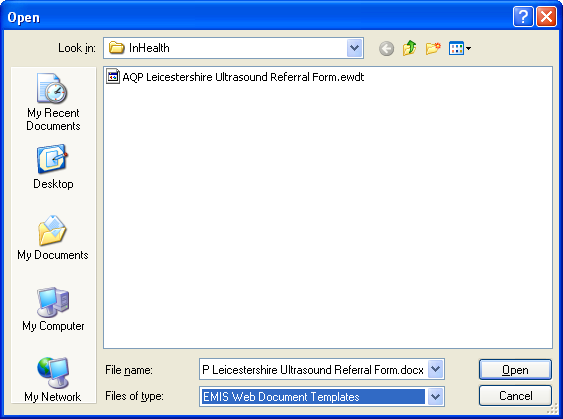 Open
Look in:
InHealth
AQP Leicestershire Ultrasound Referral Form.ewdt
My Recent
Documents
Desktop
My Documents
My Computer
My Network
File name:
P Leicestershire Ultrasound Referral Form.docx
Open
Files of type:
EMIS Web Document Templates
Cancel